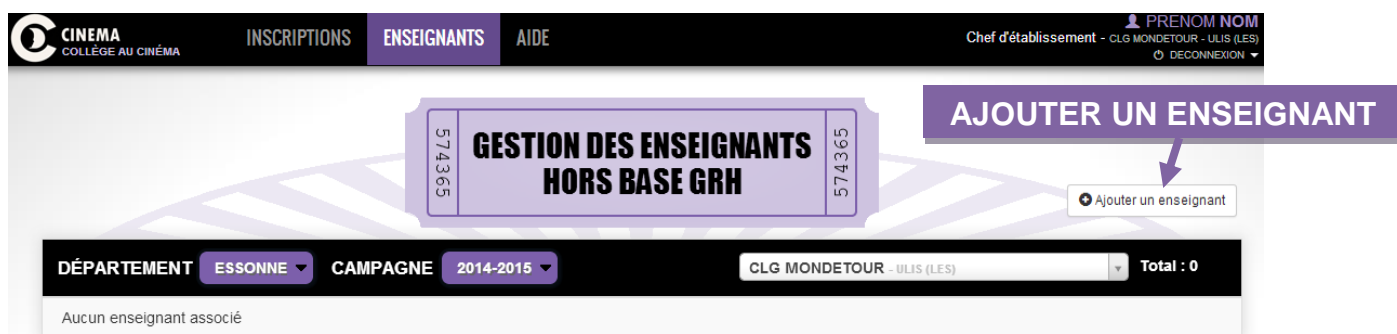 CINEMA
COLLÈGE AU CINÉMA
INSCRIPTIONS ENSEIGNANTS AIDE
PRENOM NOM
Chef d'établissement - CLG MONDETOUR - ULIS (LES)
DECONNEXION
AJOUTER UN ENSEIGNANT
574365
GESTION DES ENSEIGNANTS
HORS BASE GRH
574365
Ajouter un enseignant
DÉPARTEMENT ESSONNE CAMPAGNE 2014-2015 CLG MONDETOUR - ULIS (LES) Total : 0
Aucun enseignant associé